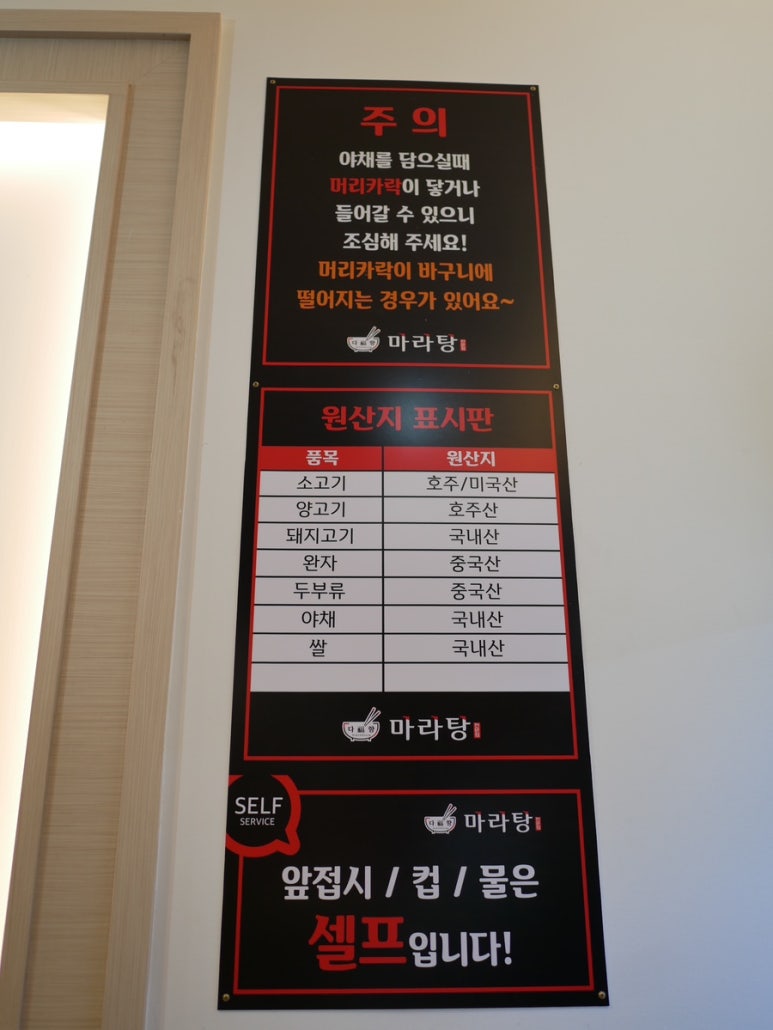 주의
야채를 담으실때
머리카락이 닿거나
들어갈 수 있으니
조심해 주세요!
머리카락이 바구니에
떨어지는 경우가 있어요~
마라탕
원산지 표시판
품목 원산지
소고기 호주/미국산
양고기 호주산
돼지고기 국내산
완자 중국산
두부류 중국산
야채 국내산
쌀 국내산
마라탕
SELF
SERVICE
마라탕
앞접시 / 컵 / 물은
셀프입니다!